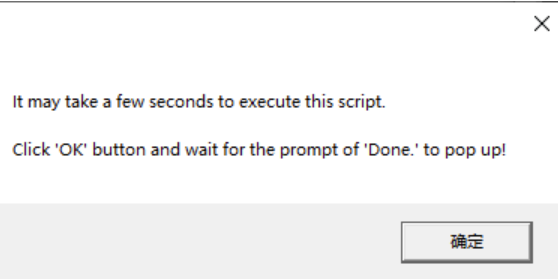 It may take a few seconds to execute this script.
Click 'OK' button and wait for the prompt of 'Done.' to pop up!
确定